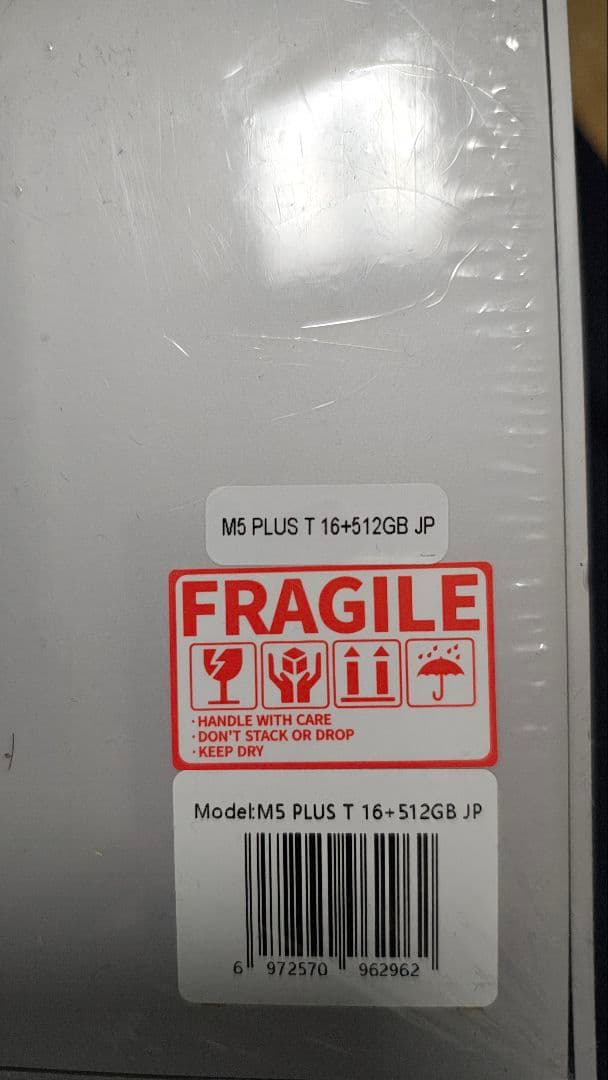 M5 PLUS T 16+512GB JP
FRAGILE
·HANDLE WITH CARE
·DON'T STACK OR DROP
·KEEP DRY
Model:M5 PLUS T 16+512GB JP
6 972570 962962